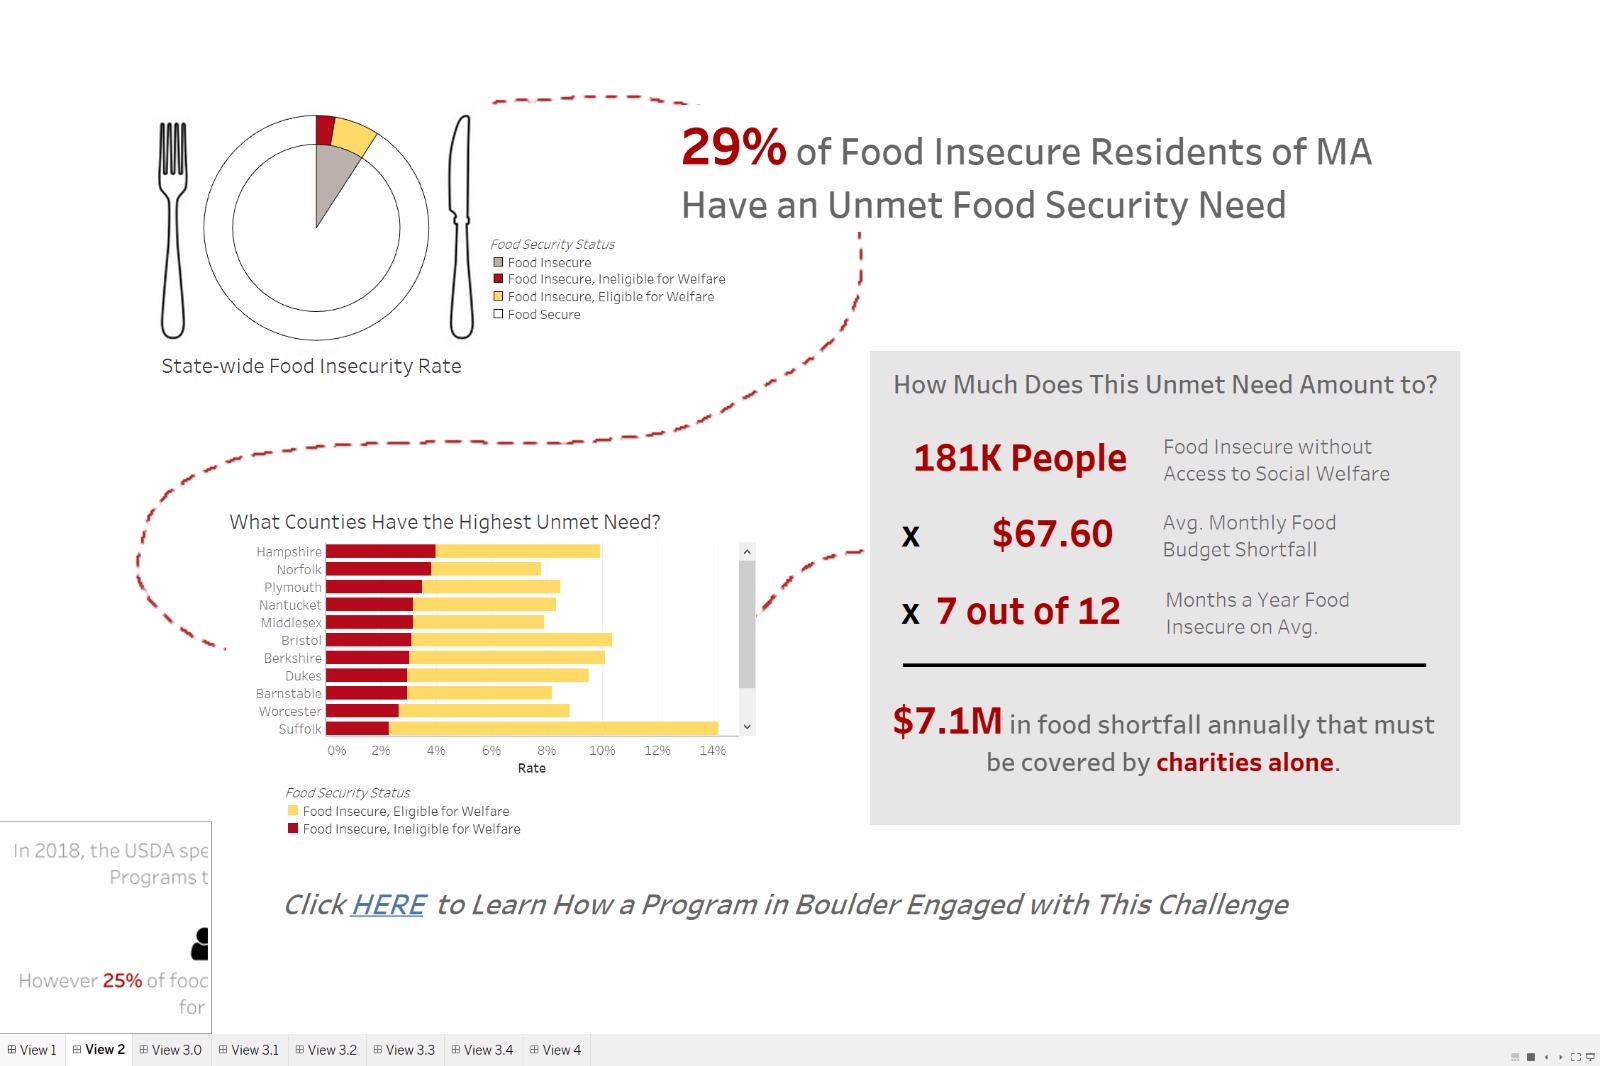 29% of Food Insecure Residents of MA
Have an Unmet Food Security Need
Food Security Status
Food Insecure
Food Insecure, Ineligible for Welfare
Food Insecure, Eligible for Welfare
Food Secure
State-wide Food Insecurity Rate
How Much Does This Unmet Need Amount to?
181K People
Food Insecure without
Access to Social Welfare
x $67.60
Avg. Monthly Food
Budget Shortfall
x 7 out of 12
Months a Year Food
Insecure on Avg.
$7.1M in food shortfall annually that must
be covered by charities alone.
What Counties Have the Highest Unmet Need?
Hampshire
Norfolk
Plymouth
Nantucket
Middlesex
Bristol
Berkshire
Dukes
Barnstable
Worcester
Suffolk
0% 2% 4% 6% 8% 10% 12% 14%
Rate
Food Security Status
Food Insecure, Eligible for Welfare
Food Insecure, Ineligible for Welfare
In 2018, the USDA spe
Programs t
However 25% of food
for
Click HERE to Learn How a Program in Boulder Engaged with This Challenge
View 1 View 2 View 3.0 View 3.1 View 3.2 View 3.3 View 3.4 View 4